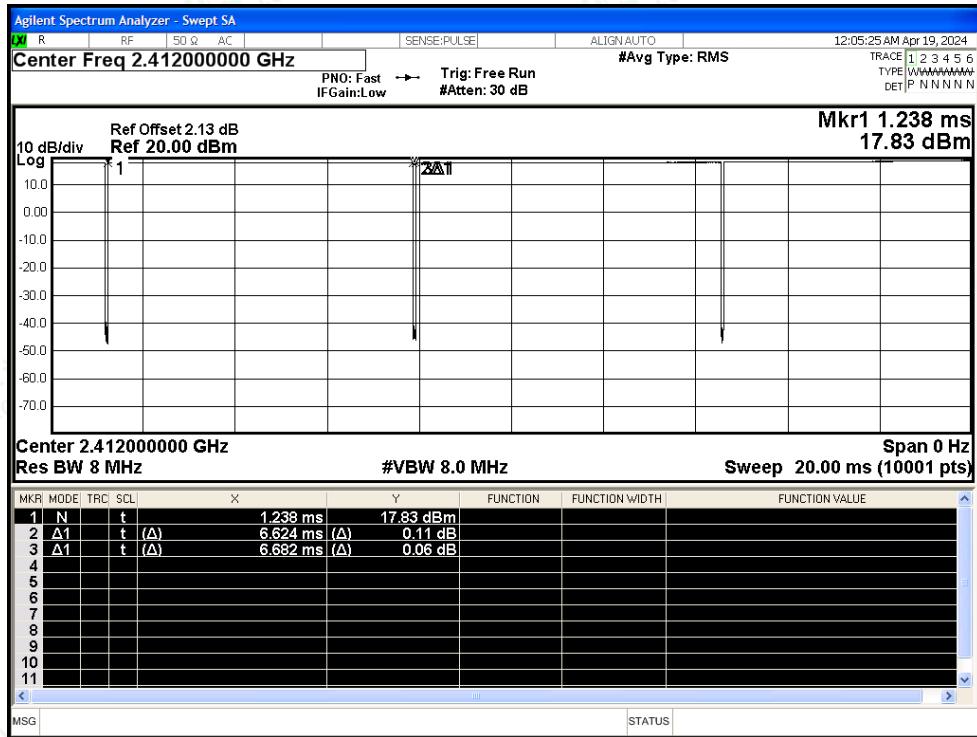 Agilent Spectrum Analyzer - Swept SA
LXI R RF 50 Ω AC SENSE:PULSE ALIGN AUTO 12:05:25 AM Apr 19, 2024
Center Freq 2.412000000 GHz #Avg Type: RMS TRACE 1 2 3 4 5 6
PNO: Fast Trig: Free Run TYPE WWWWWW
IFGain:Low #Atten: 30 dB DET P N N N N N
Mkr1 1.238 ms
Ref Offset 2.13 dB
10 dB/div Ref 20.00 dBm 17.83 dBm
Log
1
10.0
0.00
-10.0
-20.0
-30.0
-40.0
-50.0
-60.0
-70.0
Center 2.412000000 GHz Span 0 Hz
Res BW 8 MHz #VBW 8.0 MHz Sweep 20.00 ms (10001 pts)
MKR MODE TRC SCL X Y FUNCTION FUNCTION WIDTH FUNCTION VALUE
1 N t 1.238 ms 17.83 dBm
2 Δ1 t (Δ) 6.624 ms (Δ) 0.11 dB
3 Δ1 t (Δ) 6.682 ms (Δ) 0.06 dB
4
5
6
7
8
9
10
11
MSG STATUS